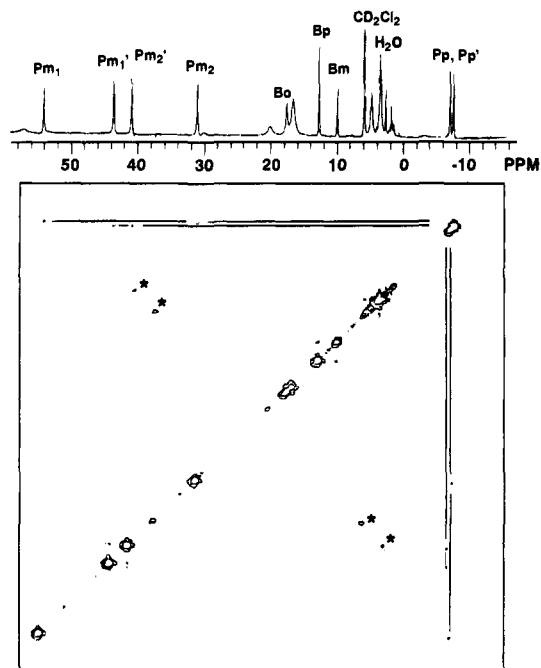 CD₂Cl₂
Bp
H₂O
Pm₁' Pm₂'
Pp, Pp'
Pm₁
Pm₂
Bm
Bo
50 40 30 20 10 0 -10 PPM
*
*
*
*